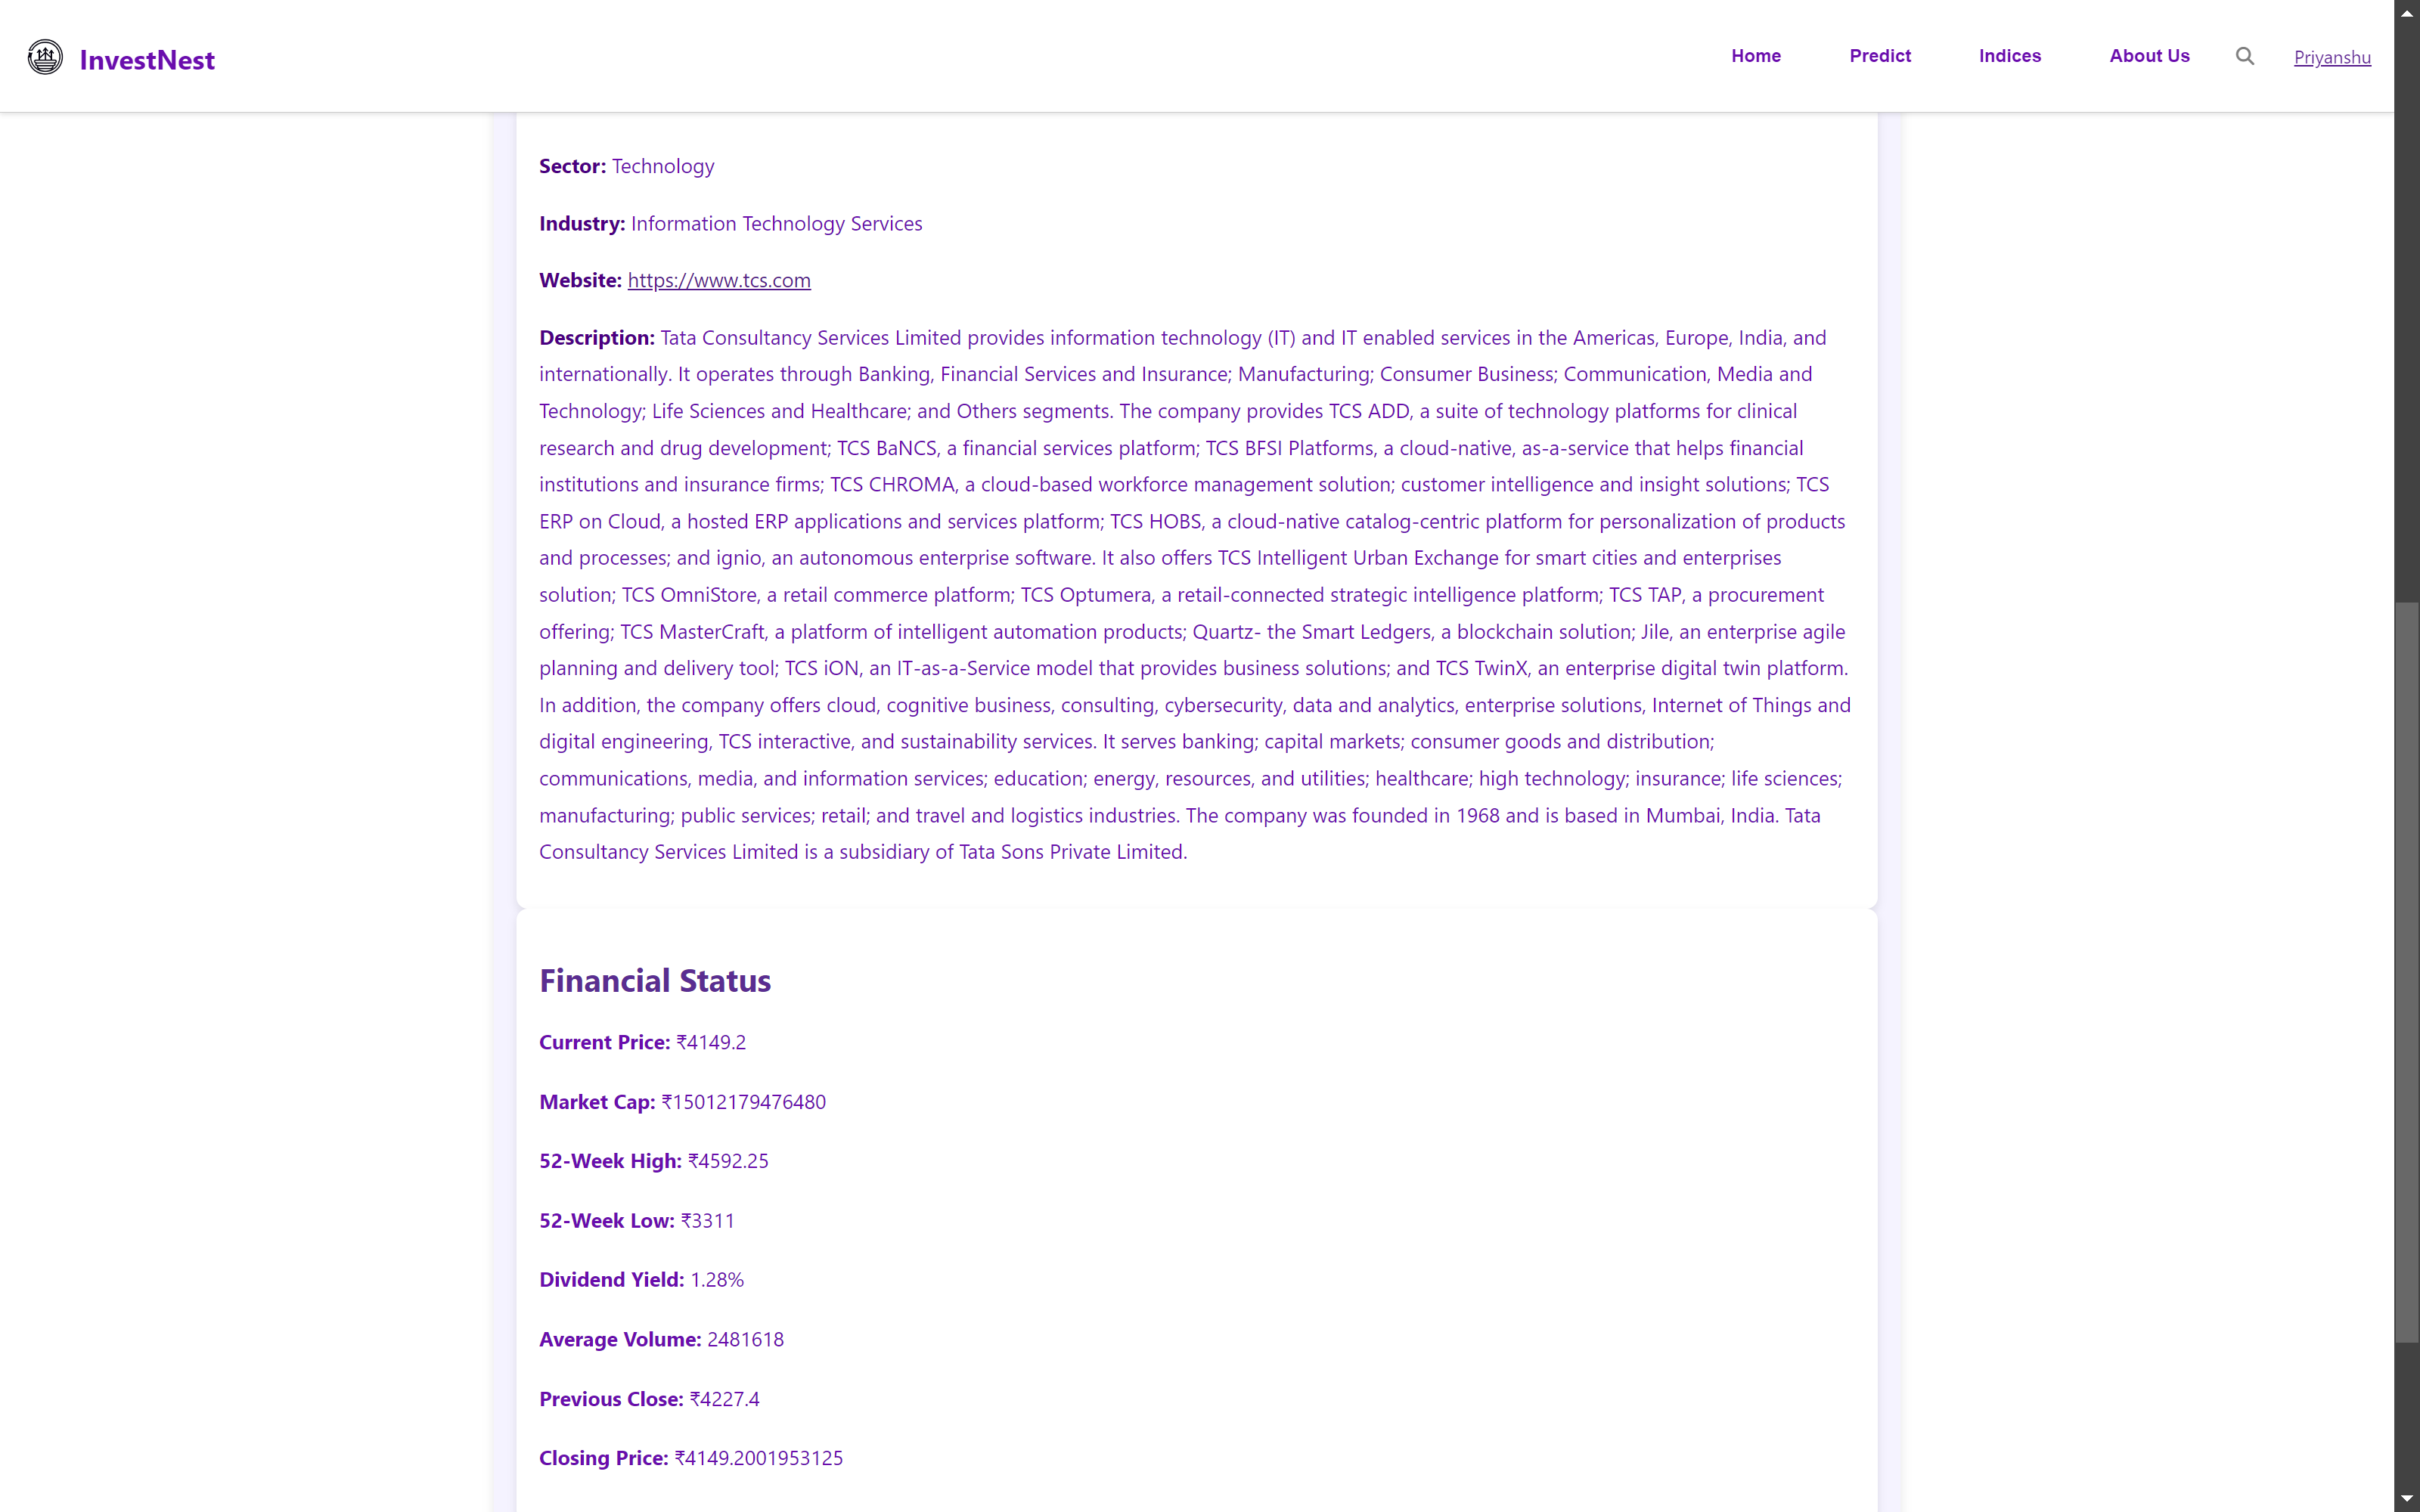 InvestNest
Home
Predict
Indices
About Us
Priyanshu
Sector: Technology
Industry: Information Technology Services
Website: https://www.tcs.com
Description: Tata Consultancy Services Limited provides information technology (IT) and IT enabled services in the Americas, Europe, India, and
internationally. It operates through Banking, Financial Services and Insurance; Manufacturing; Consumer Business; Communication, Media and
Technology; Life Sciences and Healthcare; and Others segments. The company provides TCS ADD, a suite of technology platforms for clinical
research and drug development; TCS BaNCS, a financial services platform; TCS BFSI Platforms, a cloud-native, as-a-service that helps financial
institutions and insurance firms; TCS CHROMA, a cloud-based workforce management solution; customer intelligence and insight solutions; TCS
ERP on Cloud, a hosted ERP applications and services platform; TCS HOBS, a cloud-native catalog-centric platform for personalization of products
and processes; and ignio, an autonomous enterprise software. It also offers TCS Intelligent Urban Exchange for smart cities and enterprises
solution; TCS OmniStore, a retail commerce platform; TCS Optumera, a retail-connected strategic intelligence platform; TCS TAP, a procurement
offering; TCS MasterCraft, a platform of intelligent automation products; Quartz- the Smart Ledgers, a blockchain solution; Jile, an enterprise agile
planning and delivery tool; TCS iON, an IT-as-a-Service model that provides business solutions; and TCS TwinX, an enterprise digital twin platform.
In addition, the company offers cloud, cognitive business, consulting, cybersecurity, data and analytics, enterprise solutions, Internet of Things and
digital engineering, TCS interactive, and sustainability services. It serves banking; capital markets; consumer goods and distribution;
communications, media, and information services; education; energy, resources, and utilities; healthcare; high technology; insurance; life sciences;
manufacturing; public services; retail; and travel and logistics industries. The company was founded in 1968 and is based in Mumbai, India. Tata
Consultancy Services Limited is a subsidiary of Tata Sons Private Limited.
Financial Status
Current Price: ₹4149.2
Market Cap: ₹15012179476480
52-Week High: ₹4592.25
52-Week Low: ₹3311
Dividend Yield: 1.28%
Average Volume: 2481618
Previous Close: ₹4227.4
Closing Price: ₹4149.2001953125